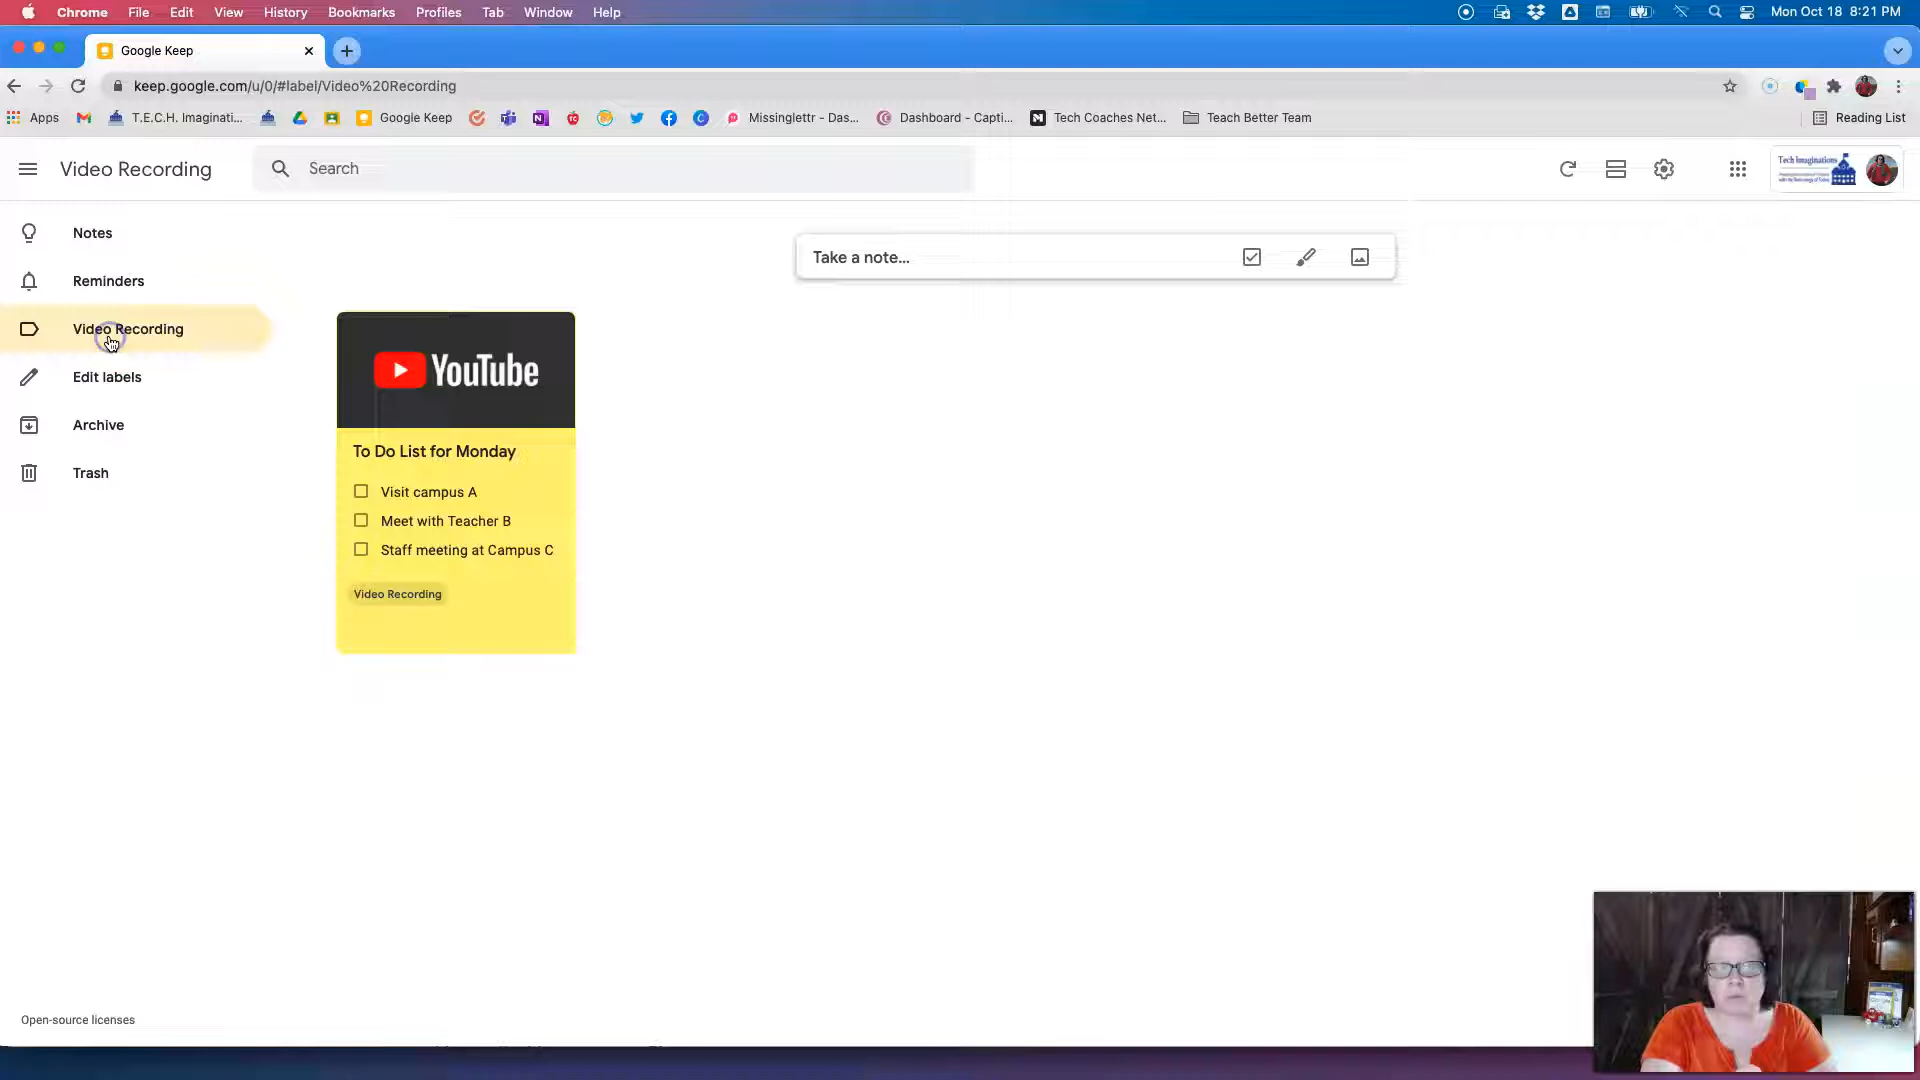 Chrome File Edit View History Bookmarks Profiles Tab Window Help Mon Oct 18 8:21 PM
Google Keep
keep.google.com/u/0/#label/Video%20Recording
Apps T.E.C.H. Imaginati... Google Keep Missinglettr - Das... Dashboard - Capti... Tech Coaches Net... Teach Better Team Reading List
Video Recording Search Tech Imaginations
Notes
Take a note...
Reminders
Video Recording
Edit labels
Archive
Trash
YouTube
To Do List for Monday
Visit campus A
Meet with Teacher B
Staff meeting at Campus C
Video Recording
Open-source licenses